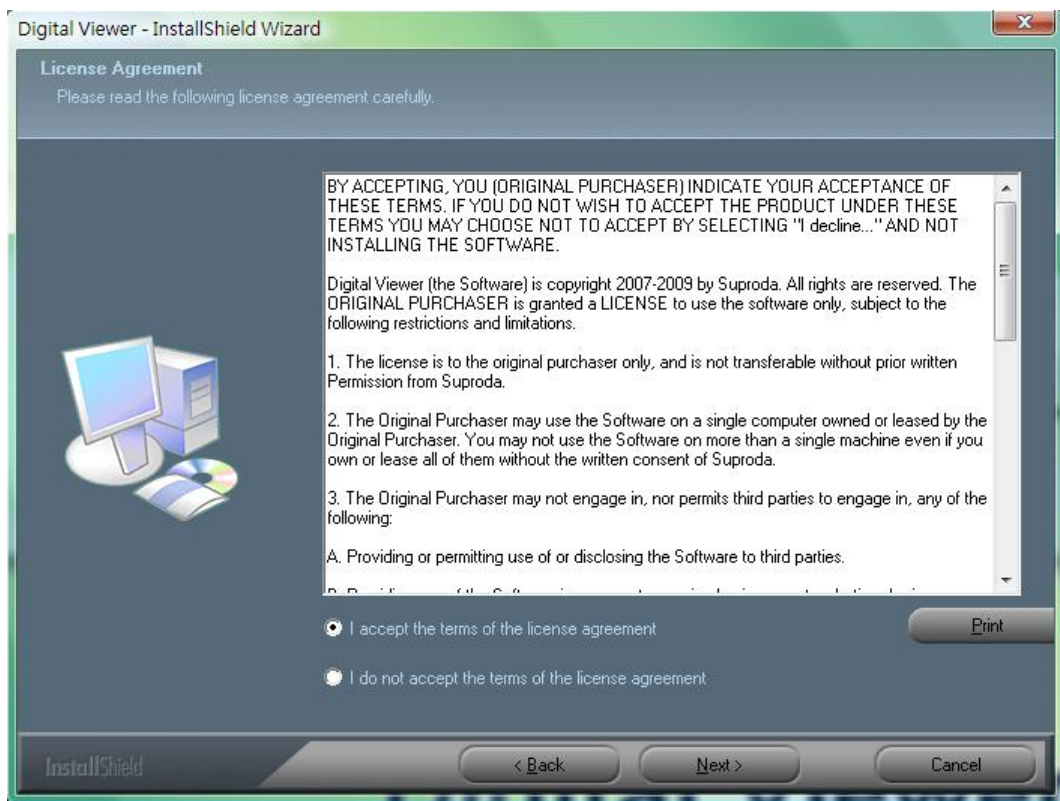 Digital Viewer - InstallShield Wizard
License Agreement
Please read the following license agreement carefully.
BY ACCEPTING, YOU (ORIGINAL PURCHASER) INDICATE YOUR ACCEPTANCE OF
THESE TERMS. IF YOU DO NOT WISH TO ACCEPT THE PRODUCT UNDER THESE
TERMS YOU MAY CHOOSE NOT TO ACCEPT BY SELECTING "I decline..." AND NOT
INSTALLING THE SOFTWARE.
Digital Viewer (the Software) is copyright 2007-2009 by Suproda. All rights are reserved. The
ORIGINAL PURCHASER is granted a LICENSE to use the software only, subject to the
following restrictions and limitations.
1. The license is to the original purchaser only, and is not transferable without prior written
Permission from Suproda.
2. The Original Purchaser may use the Software on a single computer owned or leased by the
Original Purchaser. You may not use the Software on more than a single machine even if you
own or lease all of them without the written consent of Suproda.
3. The Original Purchaser may not engage in, nor permits third parties to engage in, any of the
following:
A. Providing or permitting use of or disclosing the Software to third parties.
I accept the terms of the license agreement
Print
I do not accept the terms of the license agreement
InstallShield
< Back
Next >
Cancel